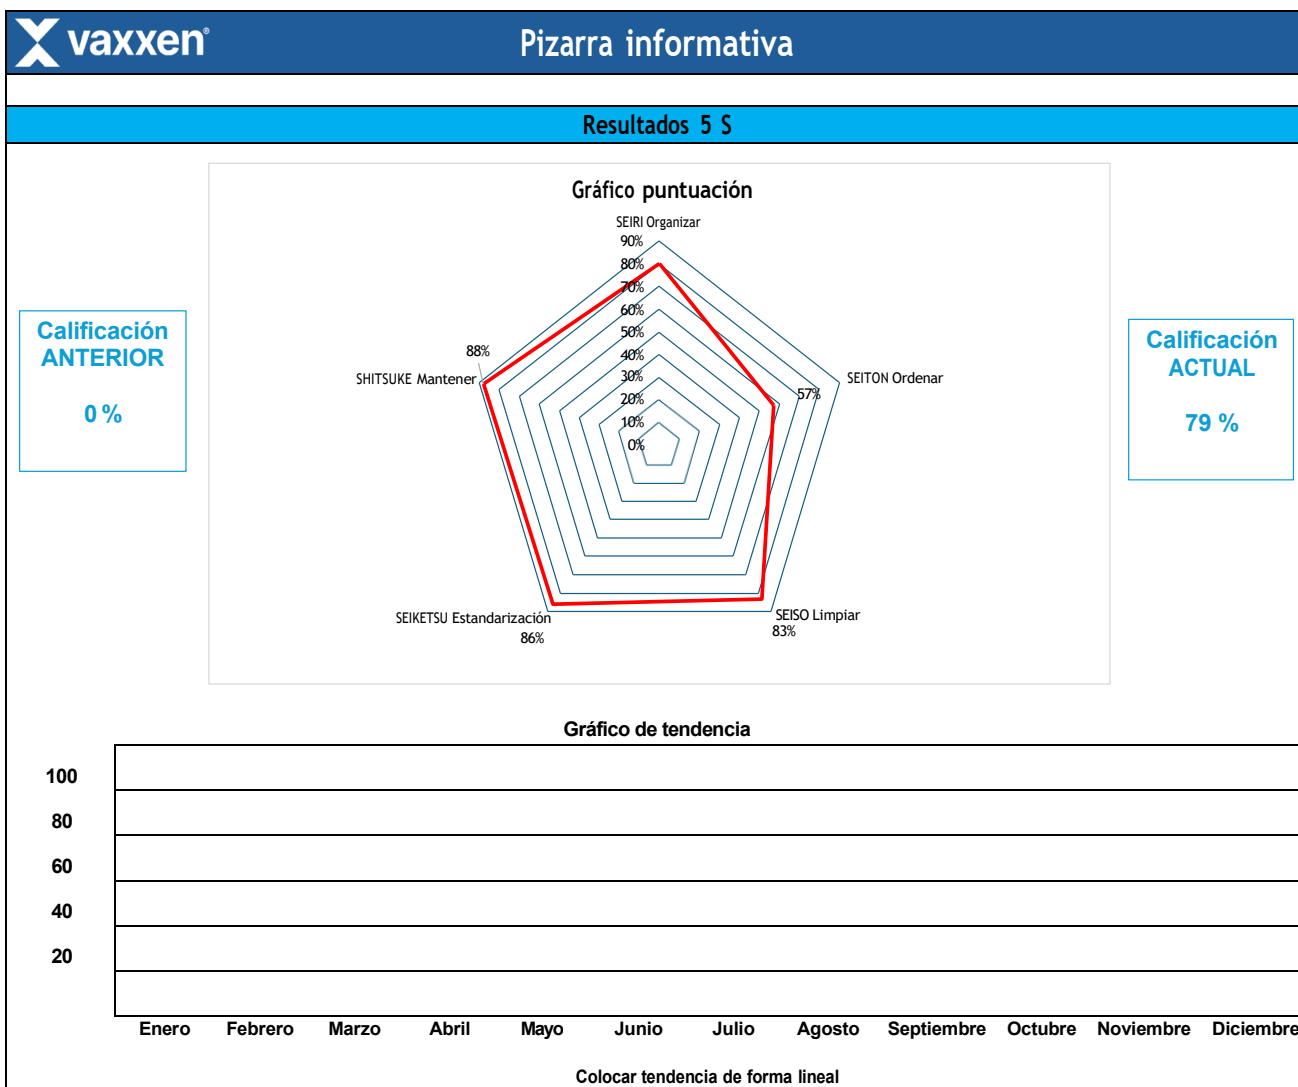 vaxxen®
Pizarra informativa
Resultados 5 S
Gráfico puntuación
SEIRI Organizar
90%
80%
70%
60%
50%
40%
30%
20%
10%
0%
SEITON Ordenar
57%
SEISO Limpiar
83%
SEIKETSU Estandarización
86%
88%
SHITSUKE Mantener
Calificación
ANTERIOR
0 %
Calificación
ACTUAL
79 %
Gráfico de tendencia
100
80
60
40
20
Enero Febrero Marzo Abril Mayo Junio Julio Agosto Septiembre Octubre Noviembre Diciembre
Colocar tendencia de forma lineal